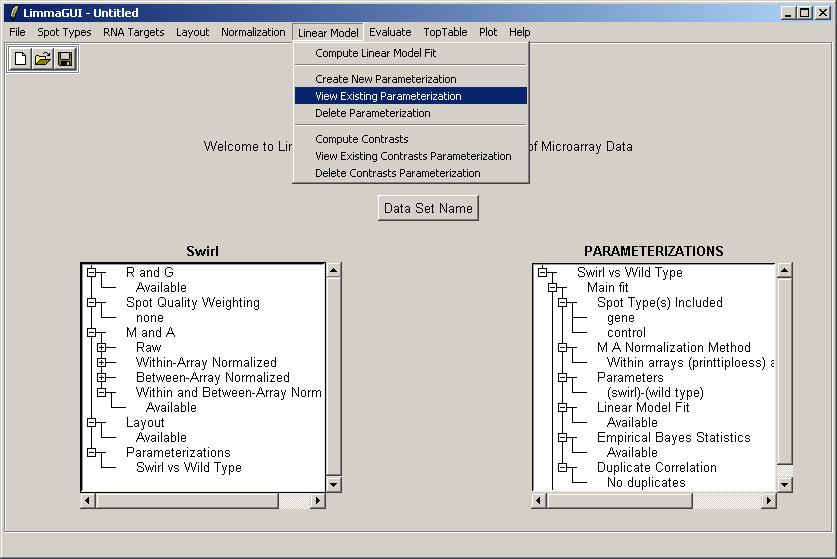 LimmaGUI - Untitled
File Spot Types RNA Targets Layout Normalization Linear Model Evaluate TopTable Plot Help
Compute Linear Model Fit
Create New Parameterization
View Existing Parameterization
Delete Parameterization
Compute Contrasts
View Existing Contrasts Parameterization
Delete Contrasts Parameterization
Welcome to Lin of Microarray Data
Data Set Name
Swirl
R and G
Available
Spot Quality Weighting
none
M and A
Raw
Within-Array Normalized
Between-Array Normalized
Within and Between-Array Norm
Available
Layout
Available
Parameterizations
Swirl vs Wild Type
PARAMETERIZATIONS
Swirl vs Wild Type
Main fit
Spot Type(s) Included
gene
control
M A Normalization Method
Within arrays (printtiploess) a
Parameters
(swirl)-(wild type)
Linear Model Fit
Available
Empirical Bayes Statistics
Available
Duplicate Correlation
No duplicates